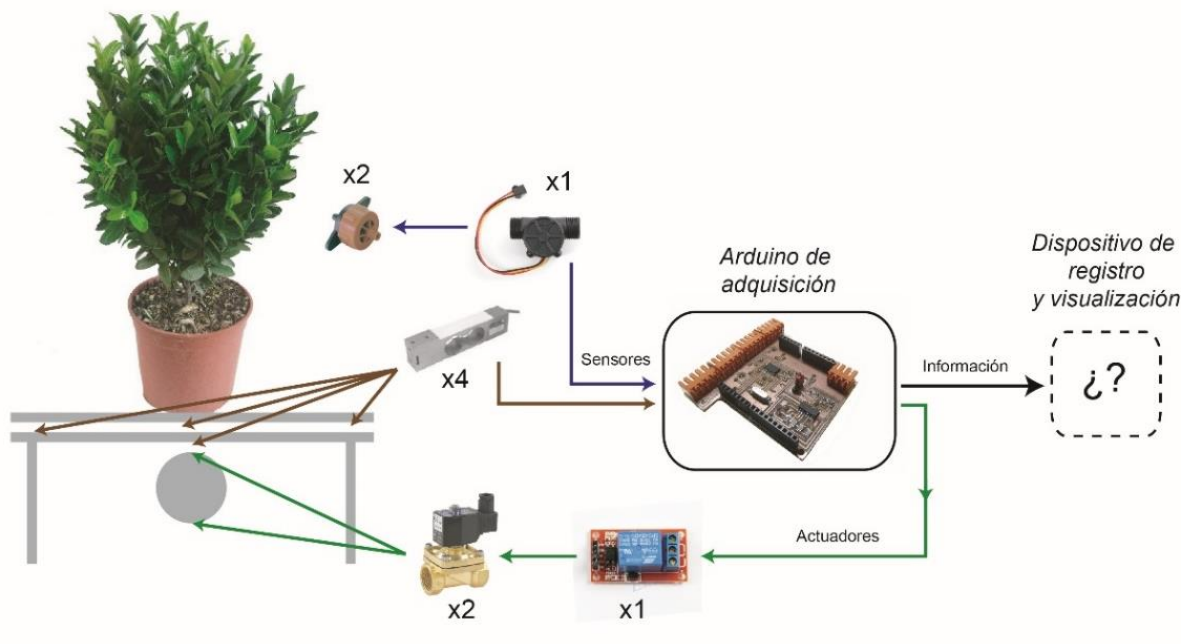 x2
x1
Arduino de
adquisición
Dispositivo de
registro
y visualización
x4
Sensores
Información
¿?
Actuadores
x2
x1